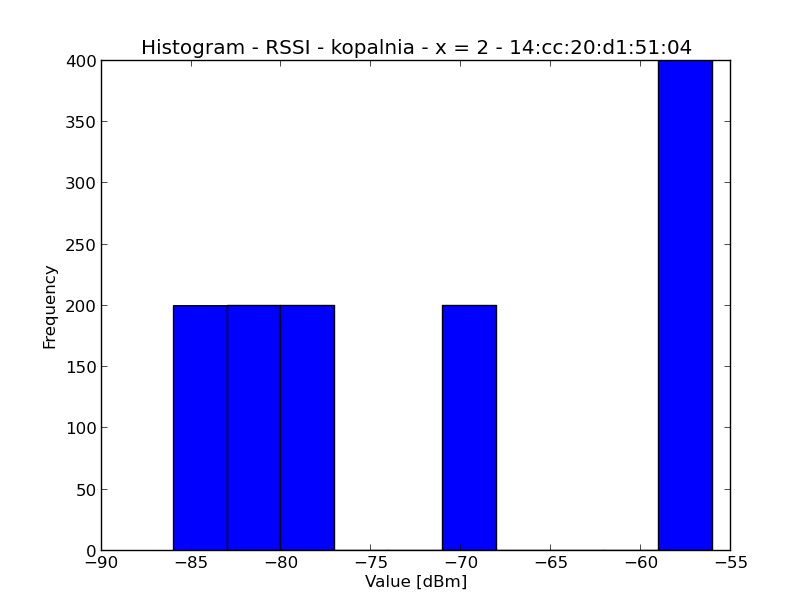 Histogram - RSSI - kopalnia - x = 2 - 14:cc:20:d1:51:04
400
350
300
250
200
150
100
50
0
Frequency
−90 −85 −80 −75 −70 −65 −60 −55
Value [dBm]